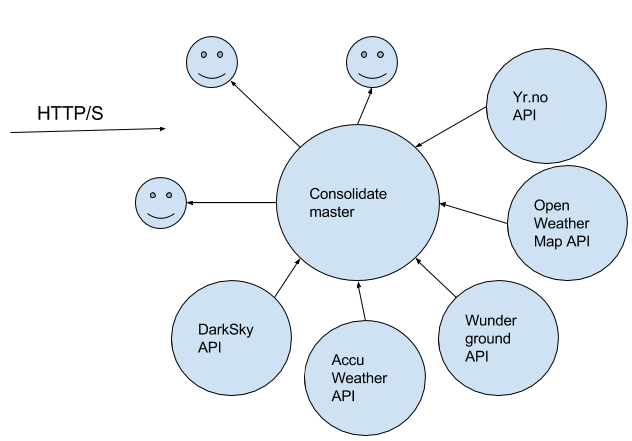 HTTP/S
Yr.no
API
Consolidate
master
Open
Weather
Map API
DarkSky
API
Accu
Weather
API
Wunder
ground
API